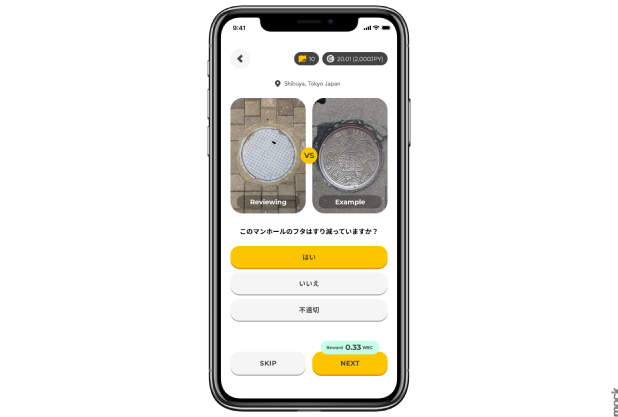 9:41
10
20.01 (2,000JPY)
Shibuya, Tokyo Japan
VS
Reviewing
Example
このマンホールのフタはすり減っていますか？
はい
いいえ
不適切
Reward 0.33 WEC
SKIP
NEXT
mock